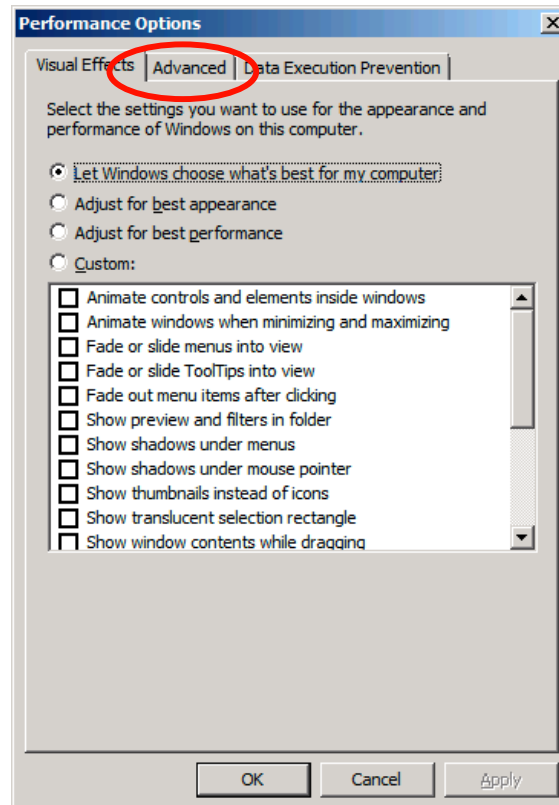 Performance Options
Visual Effects
Advanced
Data Execution Prevention
Select the settings you want to use for the appearance and
performance of Windows on this computer.
Let Windows choose what's best for my computer
Adjust for best appearance
Adjust for best performance
Custom:
Animate controls and elements inside windows
Animate windows when minimizing and maximizing
Fade or slide menus into view
Fade or slide ToolTips into view
Fade out menu items after clicking
Show preview and filters in folder
Show shadows under menus
Show shadows under mouse pointer
Show thumbnails instead of icons
Show translucent selection rectangle
Show window contents while dragging
OK
Cancel
Apply